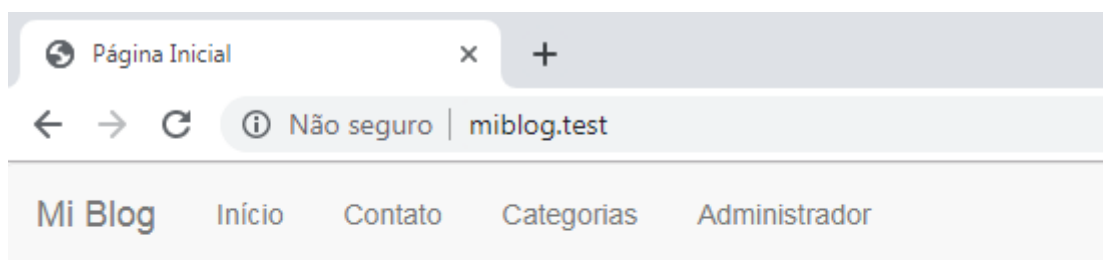 Página Inicial
Não seguro | miblog.test
Mi Blog Início Contato Categorias Administrador